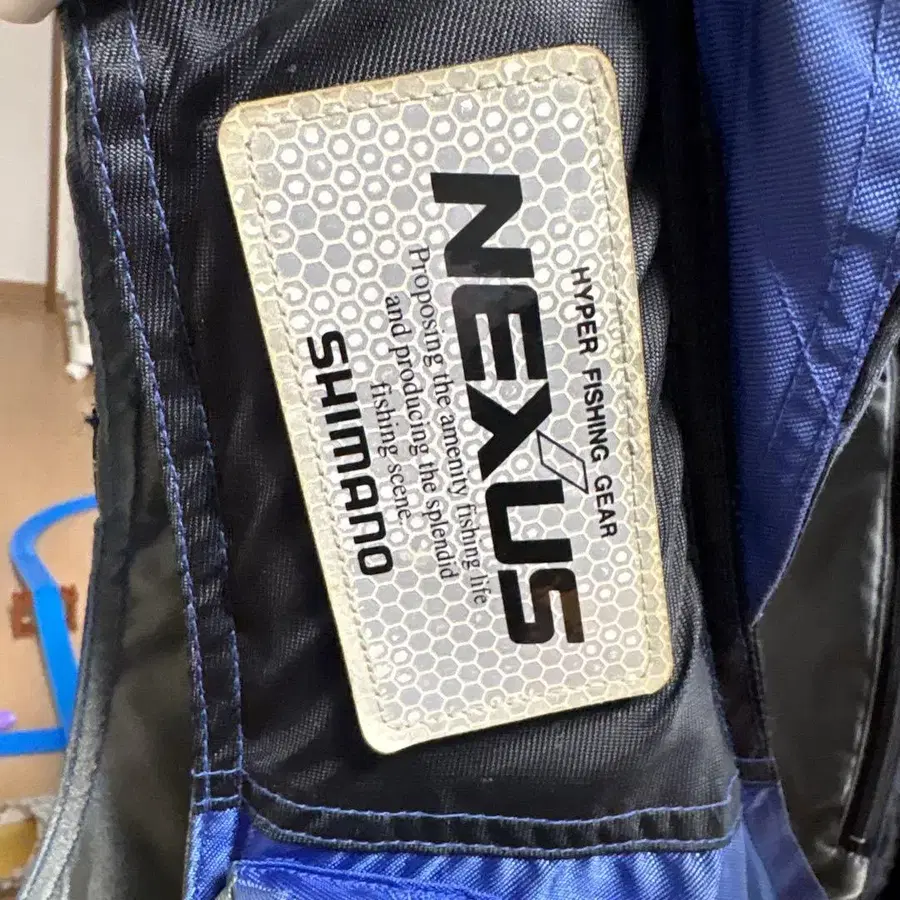 HYPER FISHING GEAR
NEXUS
Proposing the amenity fishing life
and producing the splendid
fishing scene.
SHIMANO